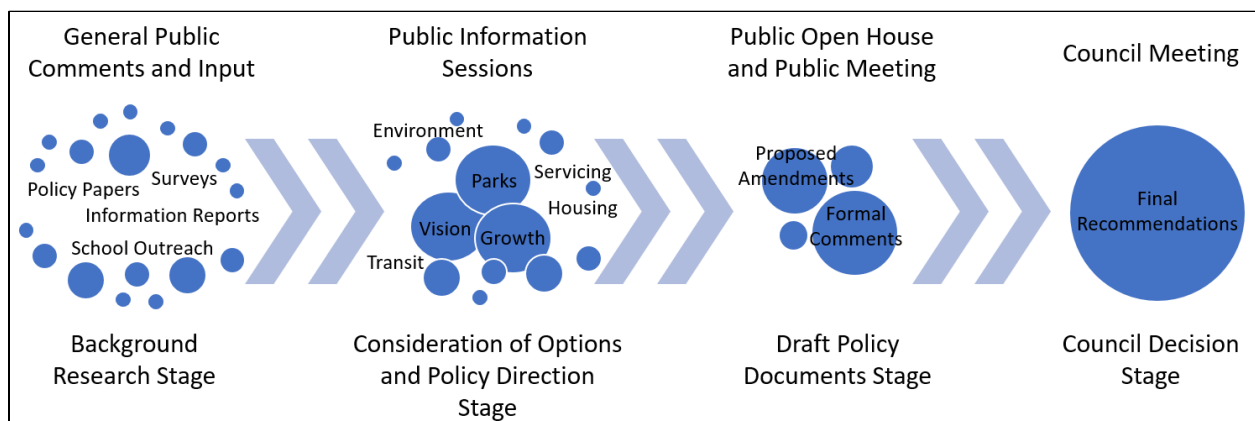 General Public
Comments and Input
Policy Papers
Surveys
Information Reports
School Outreach
Background
Research Stage
Public Information
Sessions
Environment
Parks
Servicing
Housing
Vision
Growth
Transit
Consideration of Options
and Policy Direction
Stage
Public Open House
and Public Meeting
Proposed
Amendments
Formal
Comments
Draft Policy
Documents Stage
Council Meeting
Final
Recommendations
Council Decision
Stage